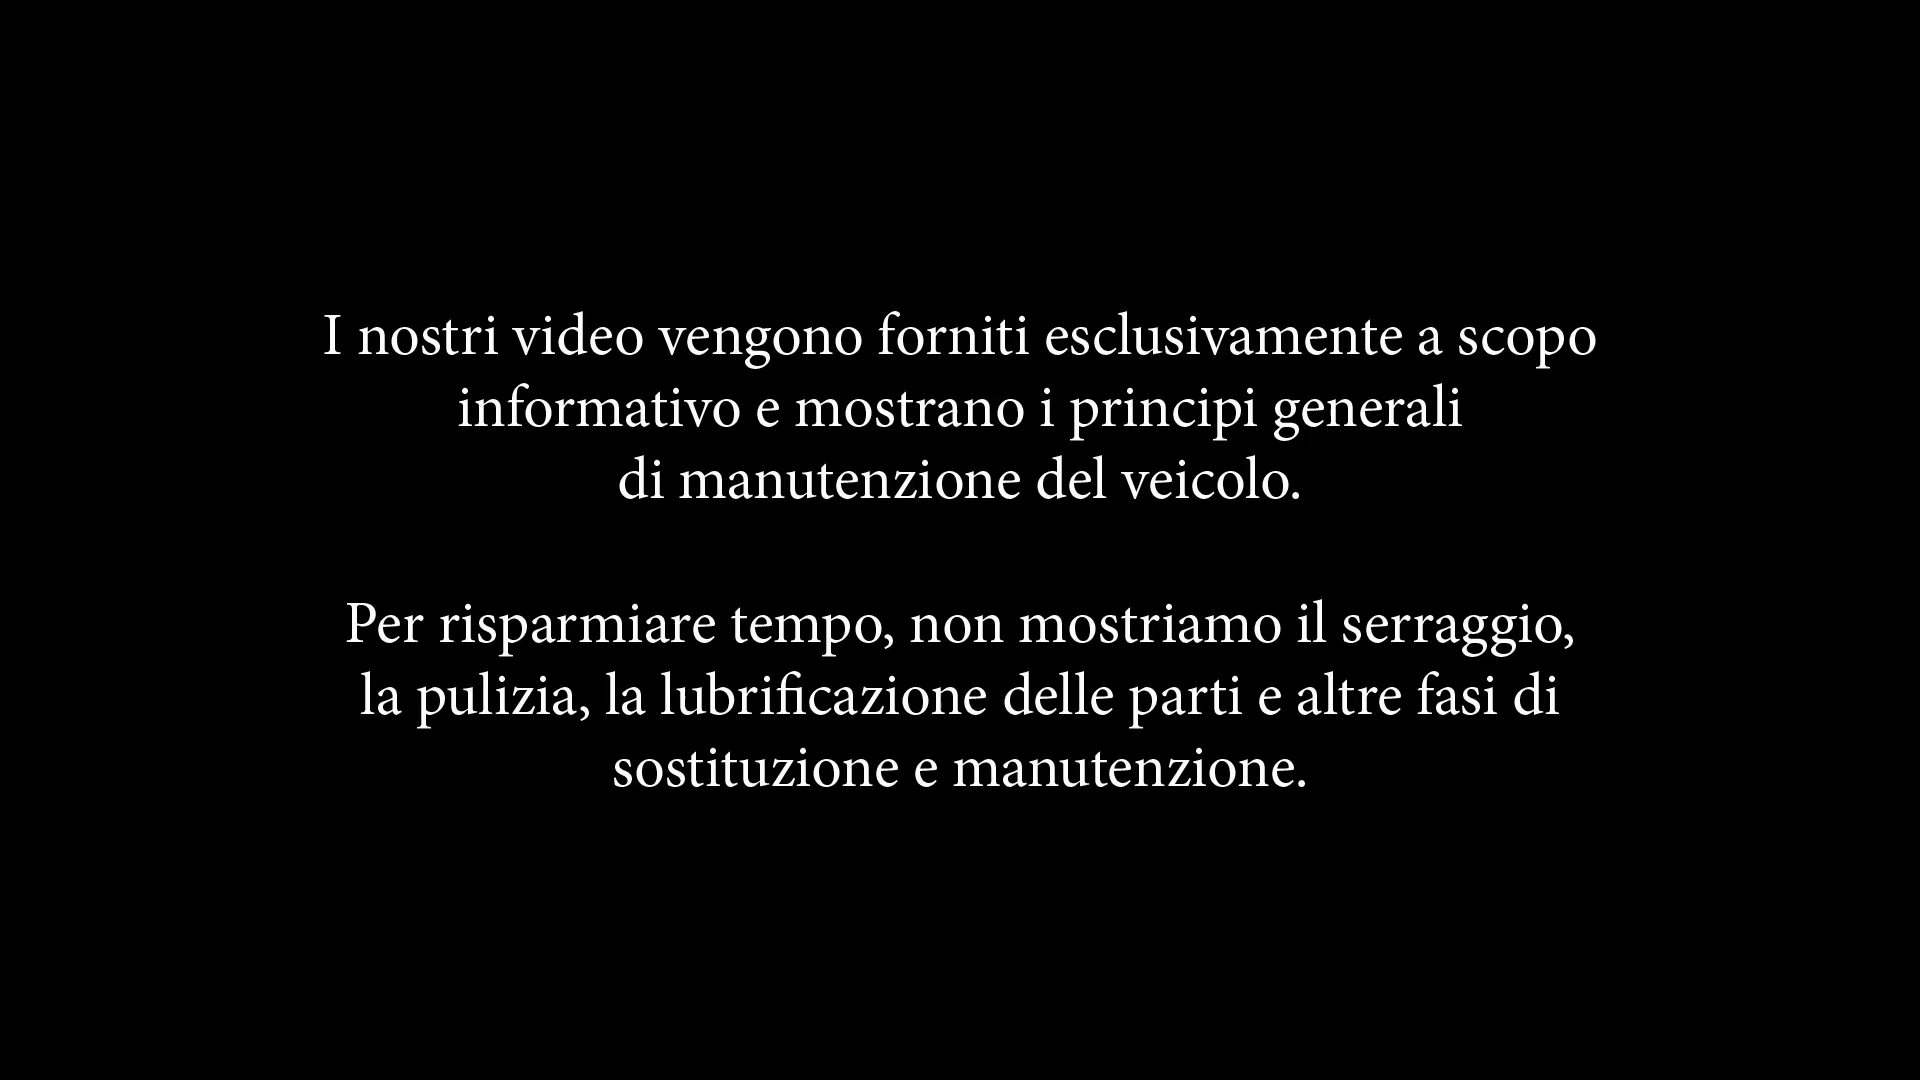 I nostri video vengono forniti esclusivamente a scopo
informativo e mostrano i principi generali
di manutenzione del veicolo.
Per risparmiare tempo, non mostriamo il serraggio,
la pulizia, la lubrificazione delle parti e altre fasi di
sostituzione e manutenzione.